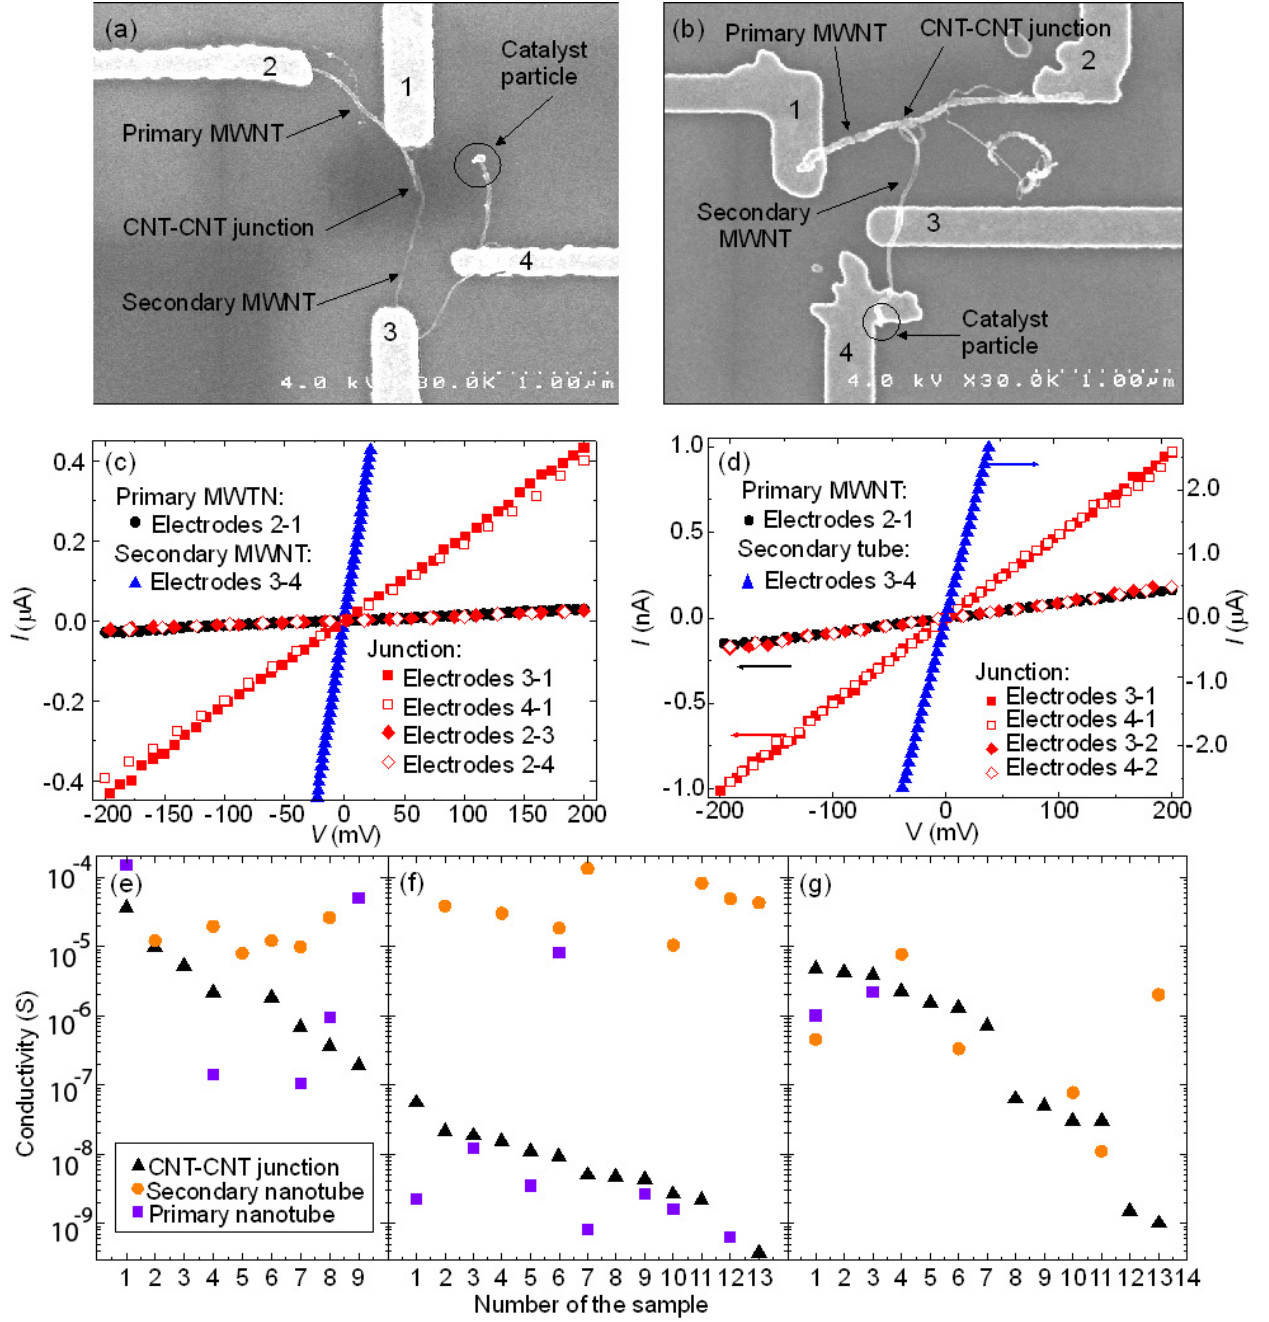 (a)
2
1
Catalyst
particle
Primary MWNT
CNT-CNT junction
4
Secondary MWNT
3
4.0 kV X30.0K 1.00µm
(b)
Primary MWNT
CNT-CNT junction
2
1
Secondary
MWNT
3
Catalyst
particle
4
4.0 kV X30.0K 1.00µm
(c)
Primary MWTN:
Electrodes 2-1
Secondary MWNT:
Electrodes 3-4
Junction:
Electrodes 3-1
Electrodes 4-1
Electrodes 2-3
Electrodes 2-4
0.4
0.2
0.0
-0.2
-0.4
I (µA)
-200 -150 -100 -50 0 50 100 150 200
V (mV)
(d)
Primary MWNT:
Electrodes 2-1
Secondary tube:
Electrodes 3-4
Junction:
Electrodes 3-1
Electrodes 4-1
Electrodes 3-2
Electrodes 4-2
1.0
0.5
0.0
-0.5
-1.0
I (nA)
2.0
1.0
0.0
-1.0
-2.0
I (µA)
-200 -100 0 100 200
V (mV)
(e)
(f)
(g)
10-4
10-5
10-6
10-7
10-8
10-9
Conductivity (S)
CNT-CNT junction
Secondary nanotube
Primary nanotube
1 2 3 4 5 6 7 8 9
1 2 3 4 5 6 7 8 9 10 11 12 13
1 2 3 4 5 6 7 8 9 10 11 12 13 14
Number of the sample